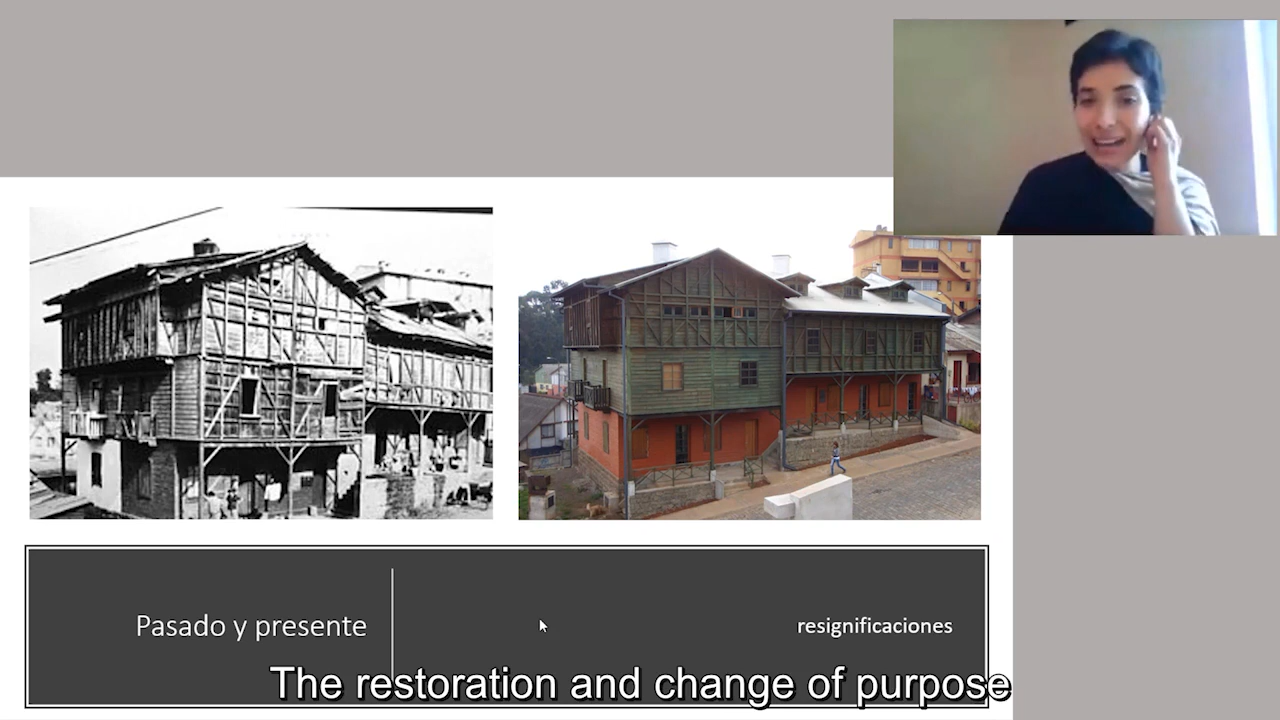 Pasado y presente
resignificaciones
The restoration and change of purpose